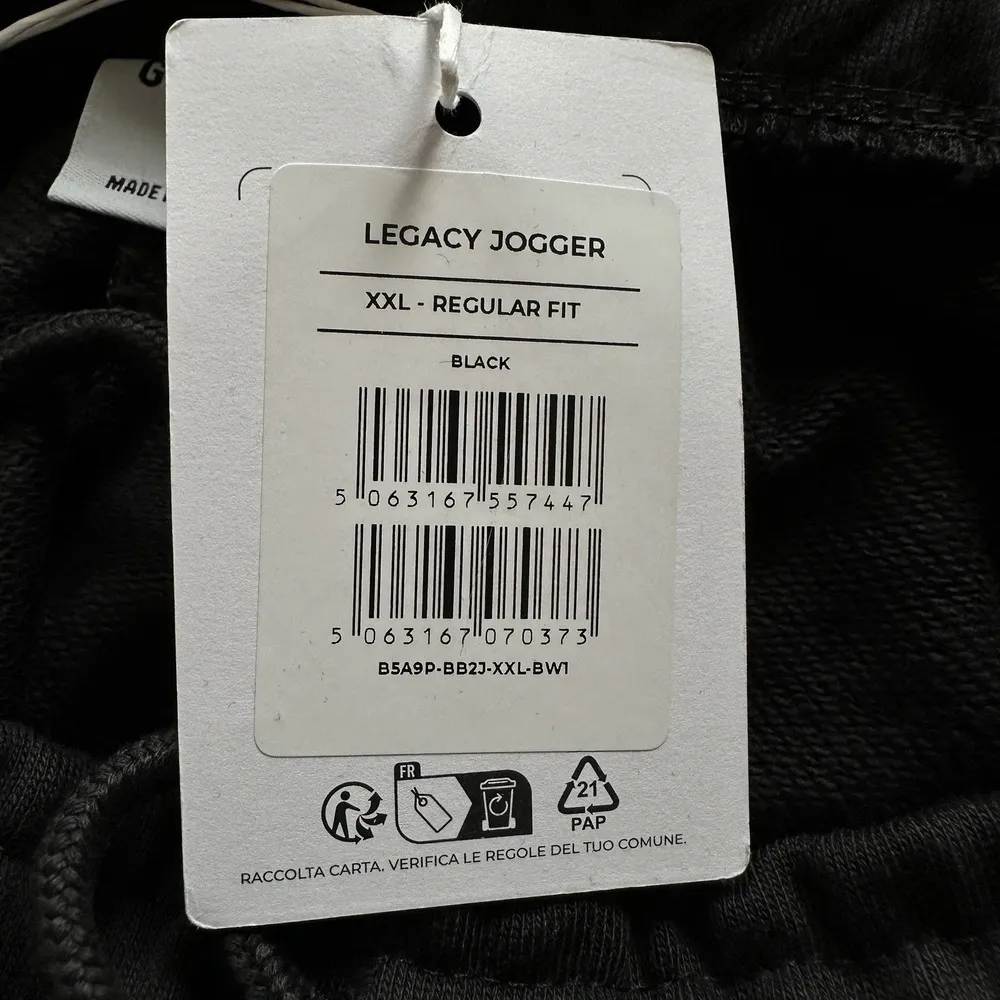 G
MADE
LEGACY JOGGER
XXL - REGULAR FIT
BLACK
5 063167 557447
5 063167 070373
B5A9P-BB2J-XXL-BW1
FR
21
PAP
RACCOLTA CARTA. VERIFICA LE REGOLE DEL TUO COMUNE.